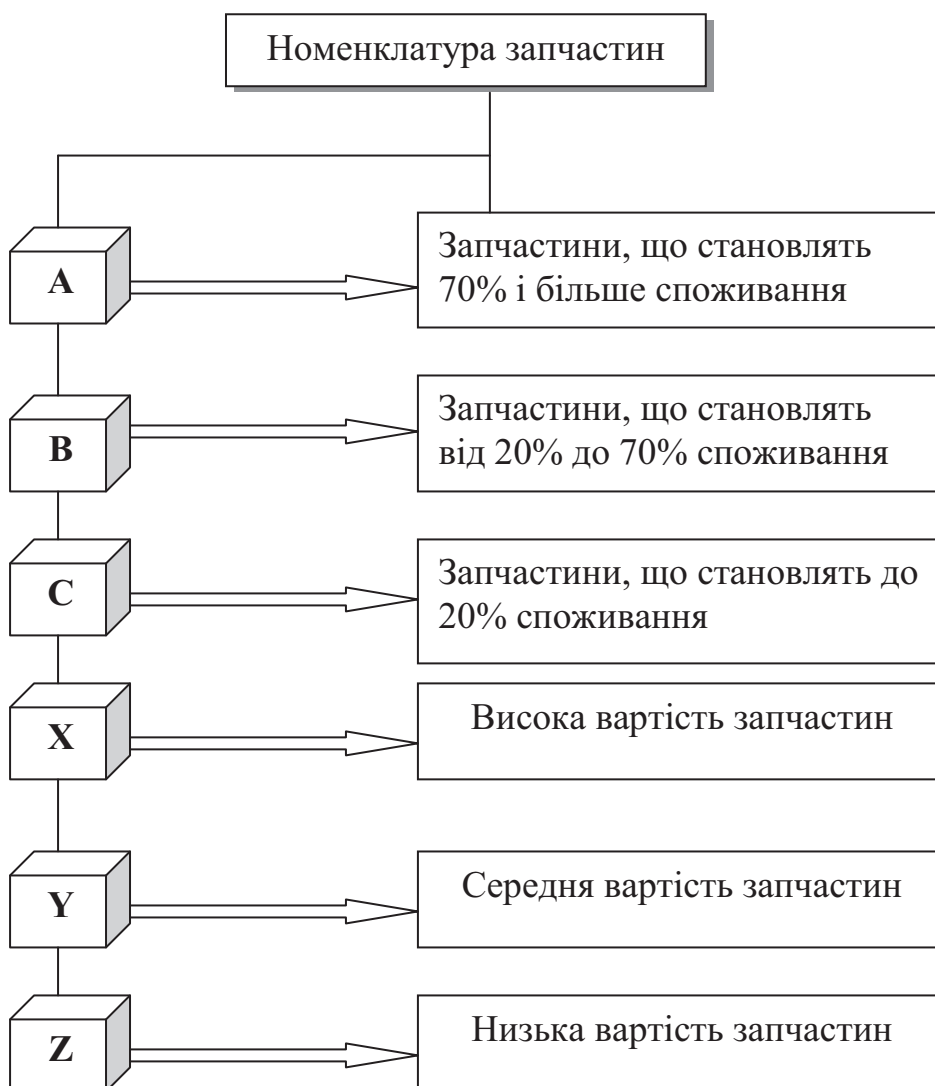 Номенклатура запчастин
A
Запчастини, що становлять
70% і більше споживання
B
Запчастини, що становлять
від 20% до 70% споживання
C
Запчастини, що становлять до
20% споживання
X
Висока вартість запчастин
Y
Середня вартість запчастин
Z
Низька вартість запчастин